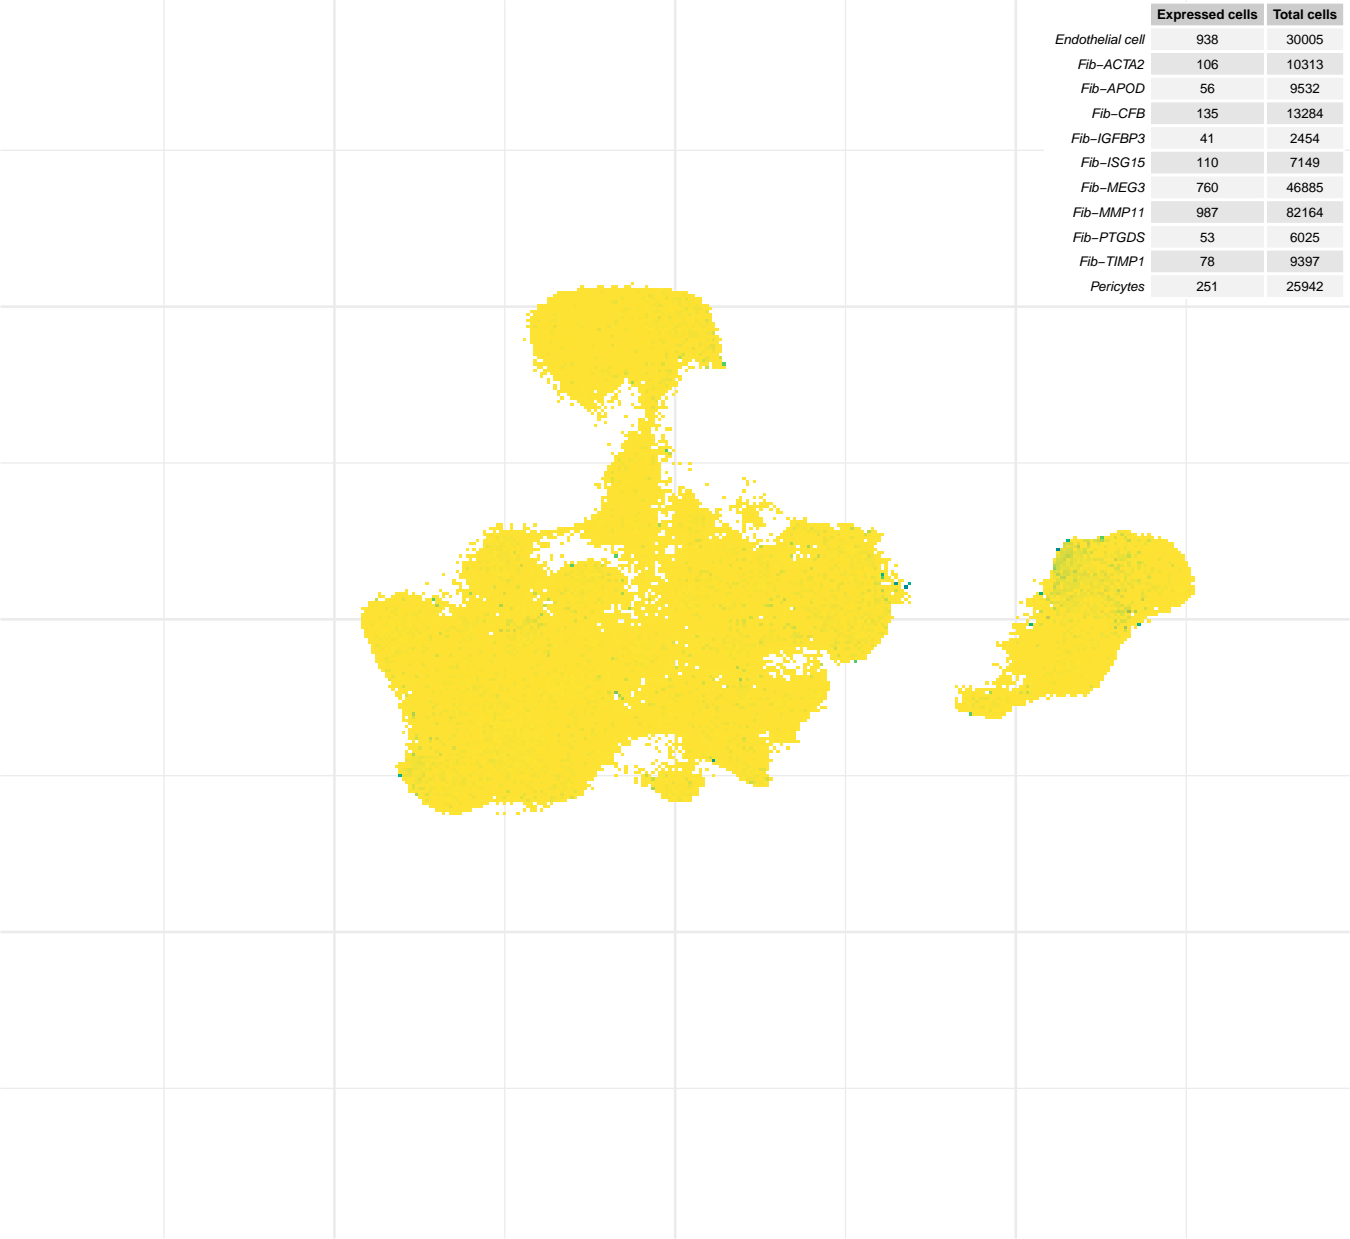 Expressed cells Total cells
Endothelial cell 938 30005
Fib−ACTA2 106 10313
Fib−APOD 56 9532
Fib−CFB 135 13284
Fib−IGFBP3 41 2454
Fib−ISG15 110 7149
Fib−MEG3 760 46885
Fib−MMP11 987 82164
Fib−PTGDS 53 6025
Fib−TIMP1 78 9397
Pericytes 251 25942